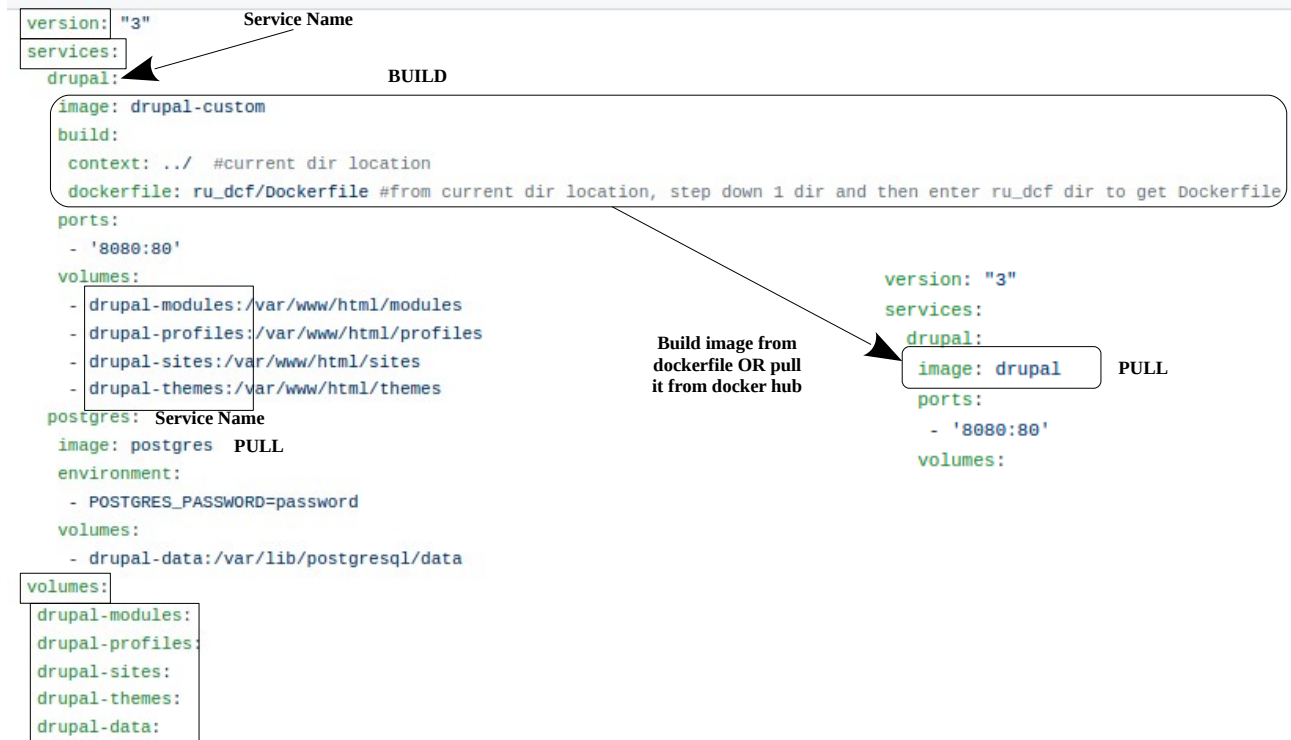 version: "3"
Service Name
services:
drupal:
BUILD
image: drupal-custom
build:
context: ../  #current dir location
dockerfile: ru_dcf/Dockerfile #from current dir location, step down 1 dir and then enter ru_dcf dir to get Dockerfile
ports:
- '8080:80'
volumes:
- drupal-modules:/var/www/html/modules
- drupal-profiles:/var/www/html/profiles
- drupal-sites:/var/www/html/sites
- drupal-themes:/var/www/html/themes
postgres: Service Name
image: postgres PULL
environment:
- POSTGRES_PASSWORD=password
volumes:
- drupal-data:/var/lib/postgresql/data
volumes:
drupal-modules:
drupal-profiles:
drupal-sites:
drupal-themes:
drupal-data:
Build image from
dockerfile OR pull
it from docker hub
version: "3"
services:
drupal:
image: drupal PULL
ports:
- '8080:80'
volumes: